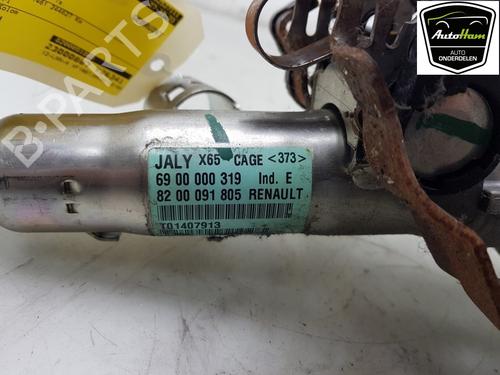 AutoHam
AUTO
ONDERDELEN
B-PARTS
JALY X65 CAGE <373>
69 00 000 319 Ind. E
82 00 091 805 RENAULT
T01407913